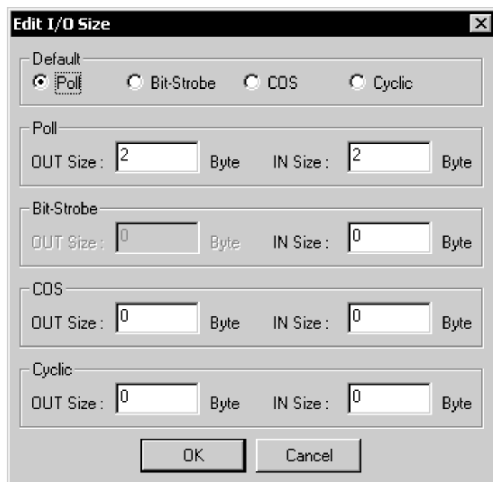 Edit I/O Size
Default
Poll Bit-Strobe COS Cyclic
Poll
OUT Size : 2 Byte IN Size : 2 Byte
Bit-Strobe
OUT Size : 0 Byte IN Size : 0 Byte
COS
OUT Size : 0 Byte IN Size : 0 Byte
Cyclic
OUT Size : 0 Byte IN Size : 0 Byte
OK Cancel